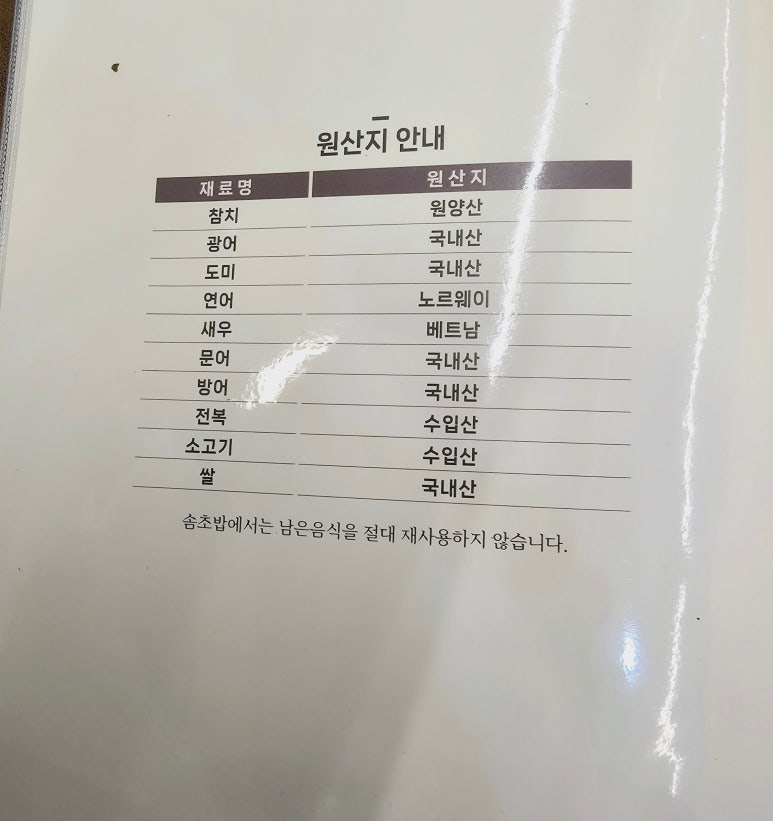 원산지 안내
재료명 원산지
참치 원양산
광어 국내산
도미 국내산
연어 노르웨이
새우 베트남
문어 국내산
방어 국내산
전복 수입산
소고기 수입산
쌀 국내산
솜초밥에서는 남은음식을 절대 재사용하지 않습니다.